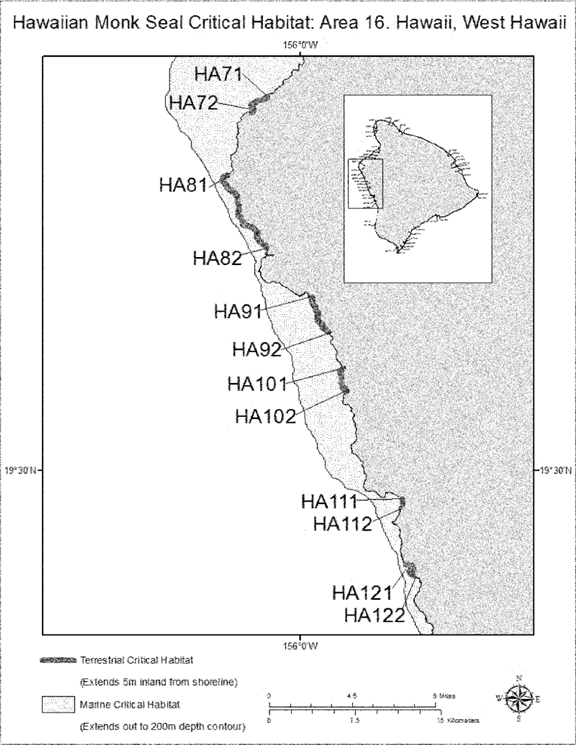 Hawaiian Monk Seal Critical Habitat: Area 16. Hawaii, West Hawaii
156°0'W
HA71
HA72
HA81
HA82
HA91
HA92
HA101
HA102
19°30'N
19°30'N
HA111
HA112
HA121
HA122
156°0'W
Terrestrial Critical Habitat
(Extends 5m inland from shoreline)
Marine Critical Habitat
(Extends out to 200m depth contour)
0 4.5 9 Miles
0 7.5 15 Kilometers
N
W E
S